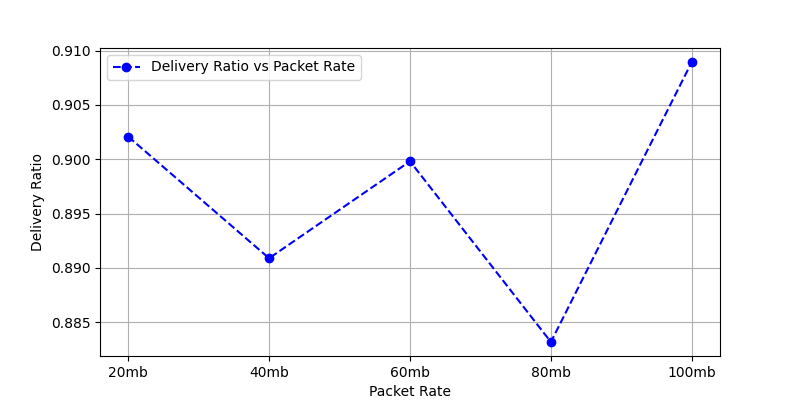 0.910
0.905
0.900
0.895
0.890
0.885
Delivery Ratio
Delivery Ratio vs Packet Rate
20mb 40mb 60mb 80mb 100mb
Packet Rate